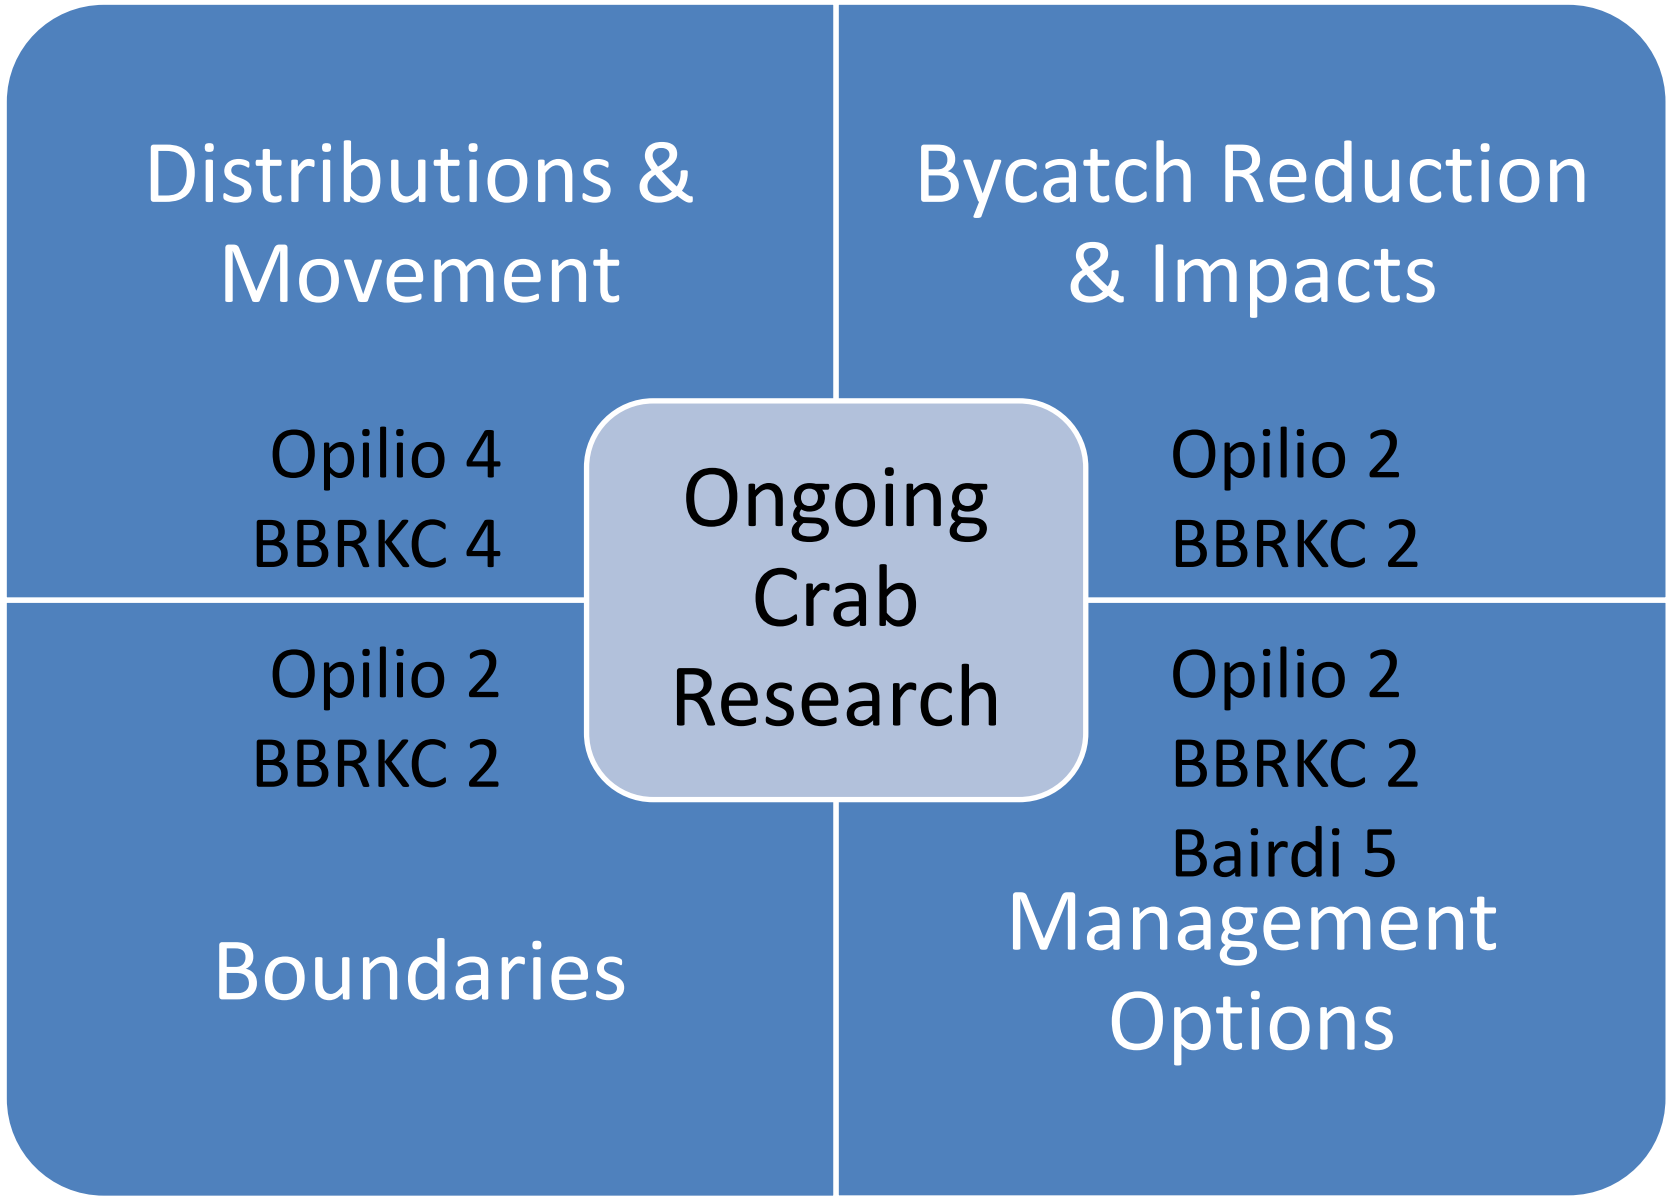 Distributions &
Movement
Opilio 4
BBRKC 4
Bycatch Reduction
& Impacts
Opilio 2
BBRKC 2
Ongoing
Crab
Research
Opilio 2
BBRKC 2
Boundaries
Opilio 2
BBRKC 2
Bairdi 5
Management
Options